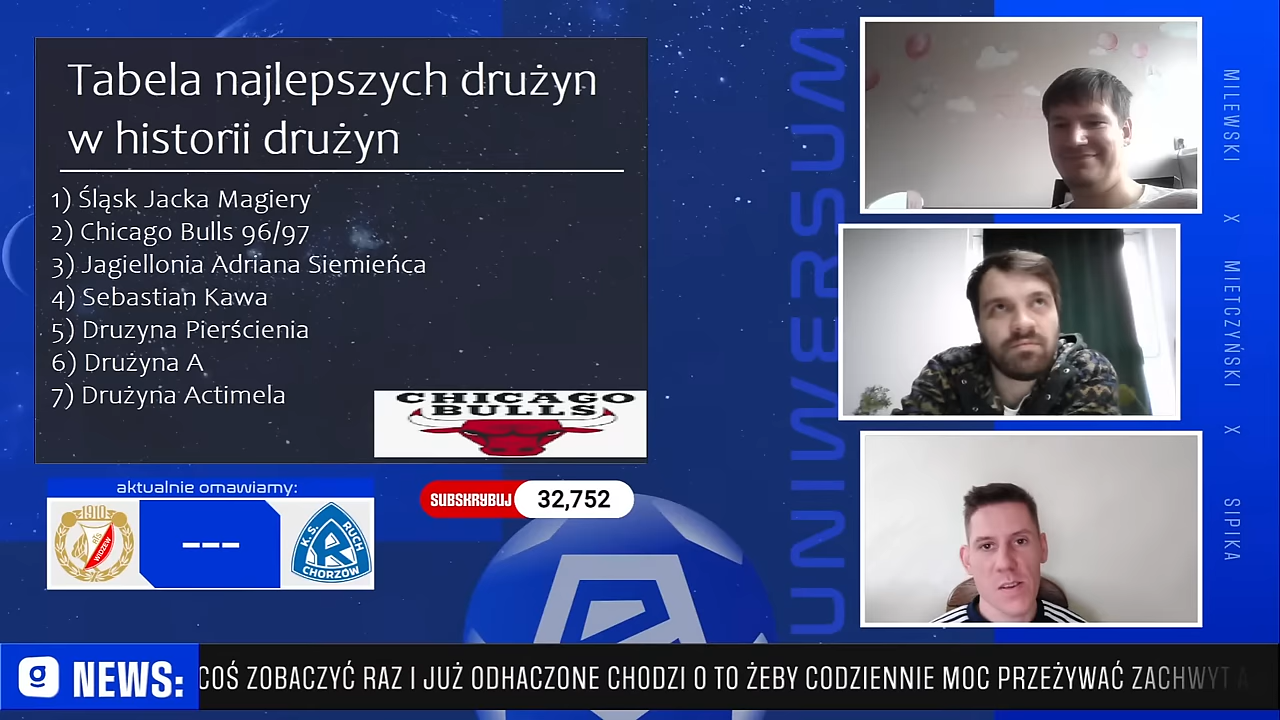 Tabela najlepszych drużyn
w historii drużyn
1) Śląsk Jacka Magiery
2) Chicago Bulls 96/97
3) Jagiellonia Adriana Siemieńca
4) Sebastian Kawa
5) Druzyna Pierścienia
6) Drużyna A
7) Drużyna Actimela
CHICAGO
BULLS
aktualnie omawiamy:
1910
WIDZEW
---
K.S. RUCH
CHORZÓW
SUBSKRYBUJ 32,752
UNIWERSUM
MILEWSKI X MIETCZYŃSKI X SIPIKA
g NEWS: COŚ ZOBACZYĆ RAZ I JUŻ ODHACZONE CHODZI O TO ŻEBY CODZIENNIE MOC PRZEŻYWAĆ ZACHWYT A